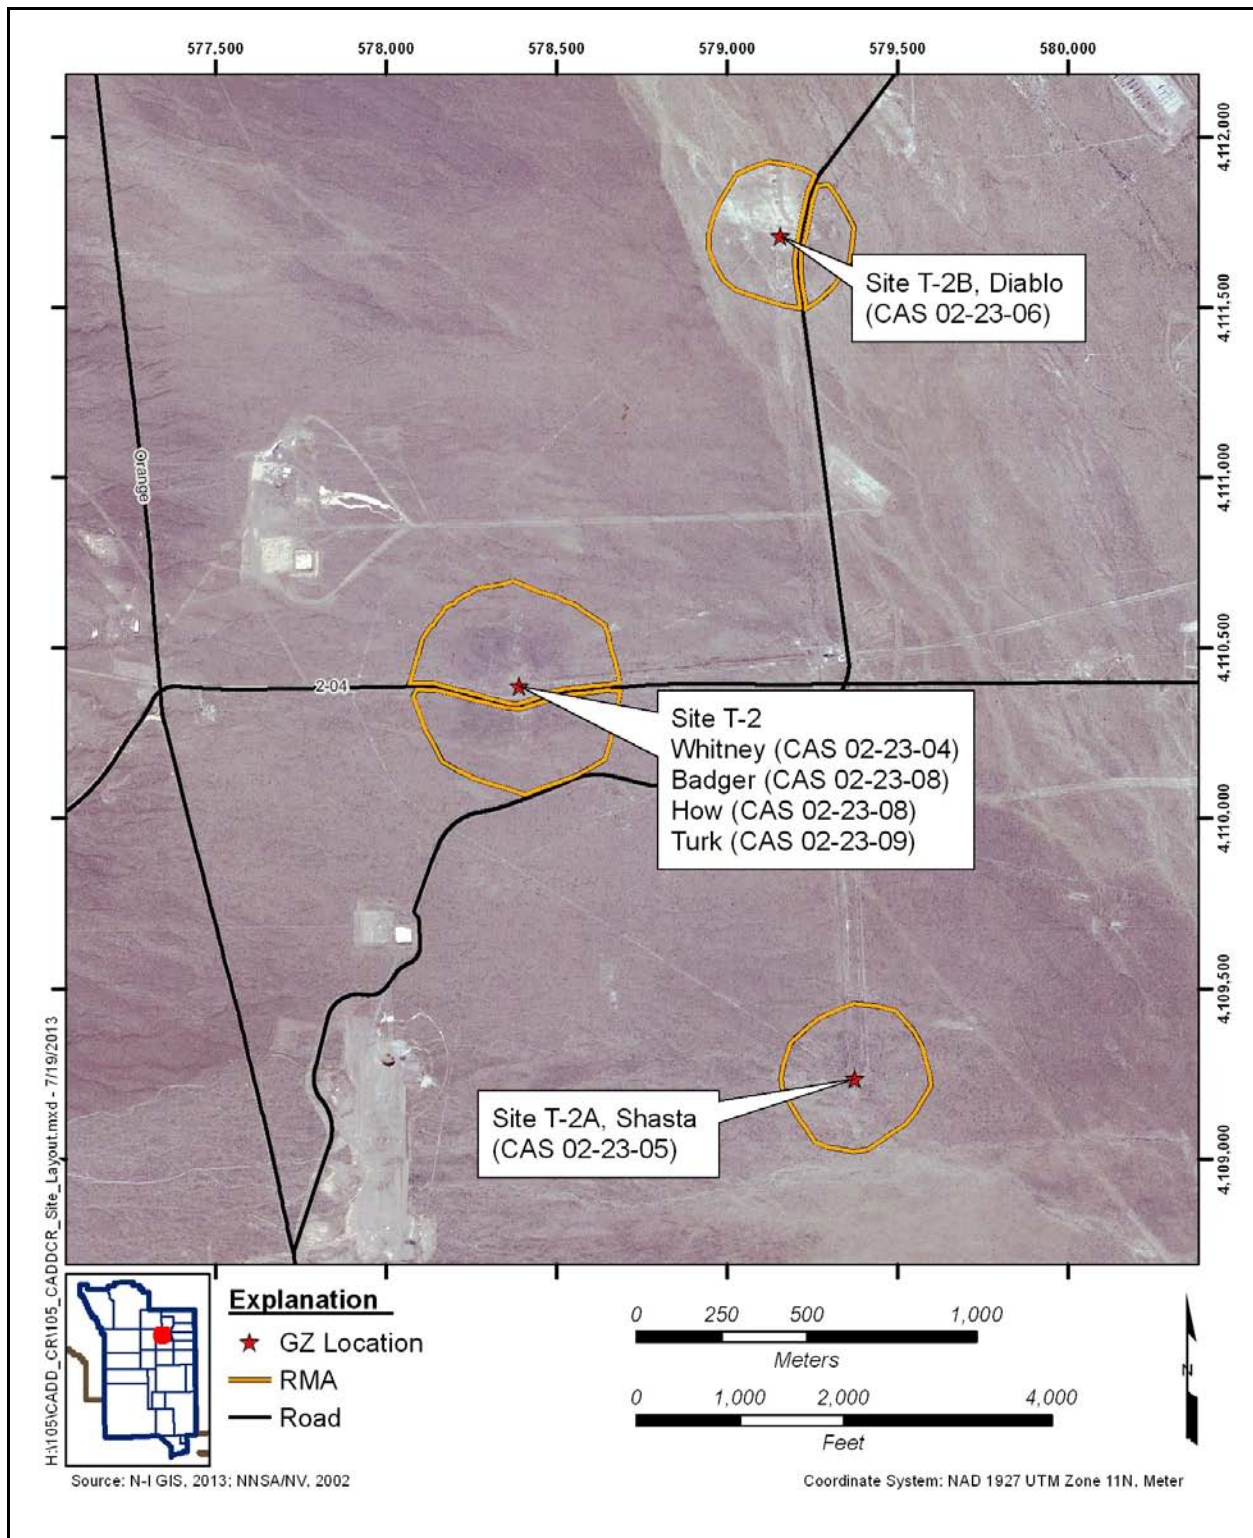 577,500 578,000 578,500 579,000 579,500 580,000
4,112,000
4,111,500
4,111,000
4,110,500
4,110,000
4,109,500
4,109,000
Site T-2B, Diablo
(CAS 02-23-06)
Orange
2-04
Site T-2
Whitney (CAS 02-23-04)
Badger (CAS 02-23-08)
How (CAS 02-23-08)
Turk (CAS 02-23-09)
Site T-2A, Shasta
(CAS 02-23-05)
H:\105\CADD_CR\105_CADDCR_Site_Layout.mxd - 7/19/2013
Explanation
GZ Location
RMA
Road
0 250 500 1,000
Meters
0 1,000 2,000 4,000
Feet
N
Source: N-I GIS, 2013; NNSA/NV, 2002
Coordinate System: NAD 1927 UTM Zone 11N, Meter